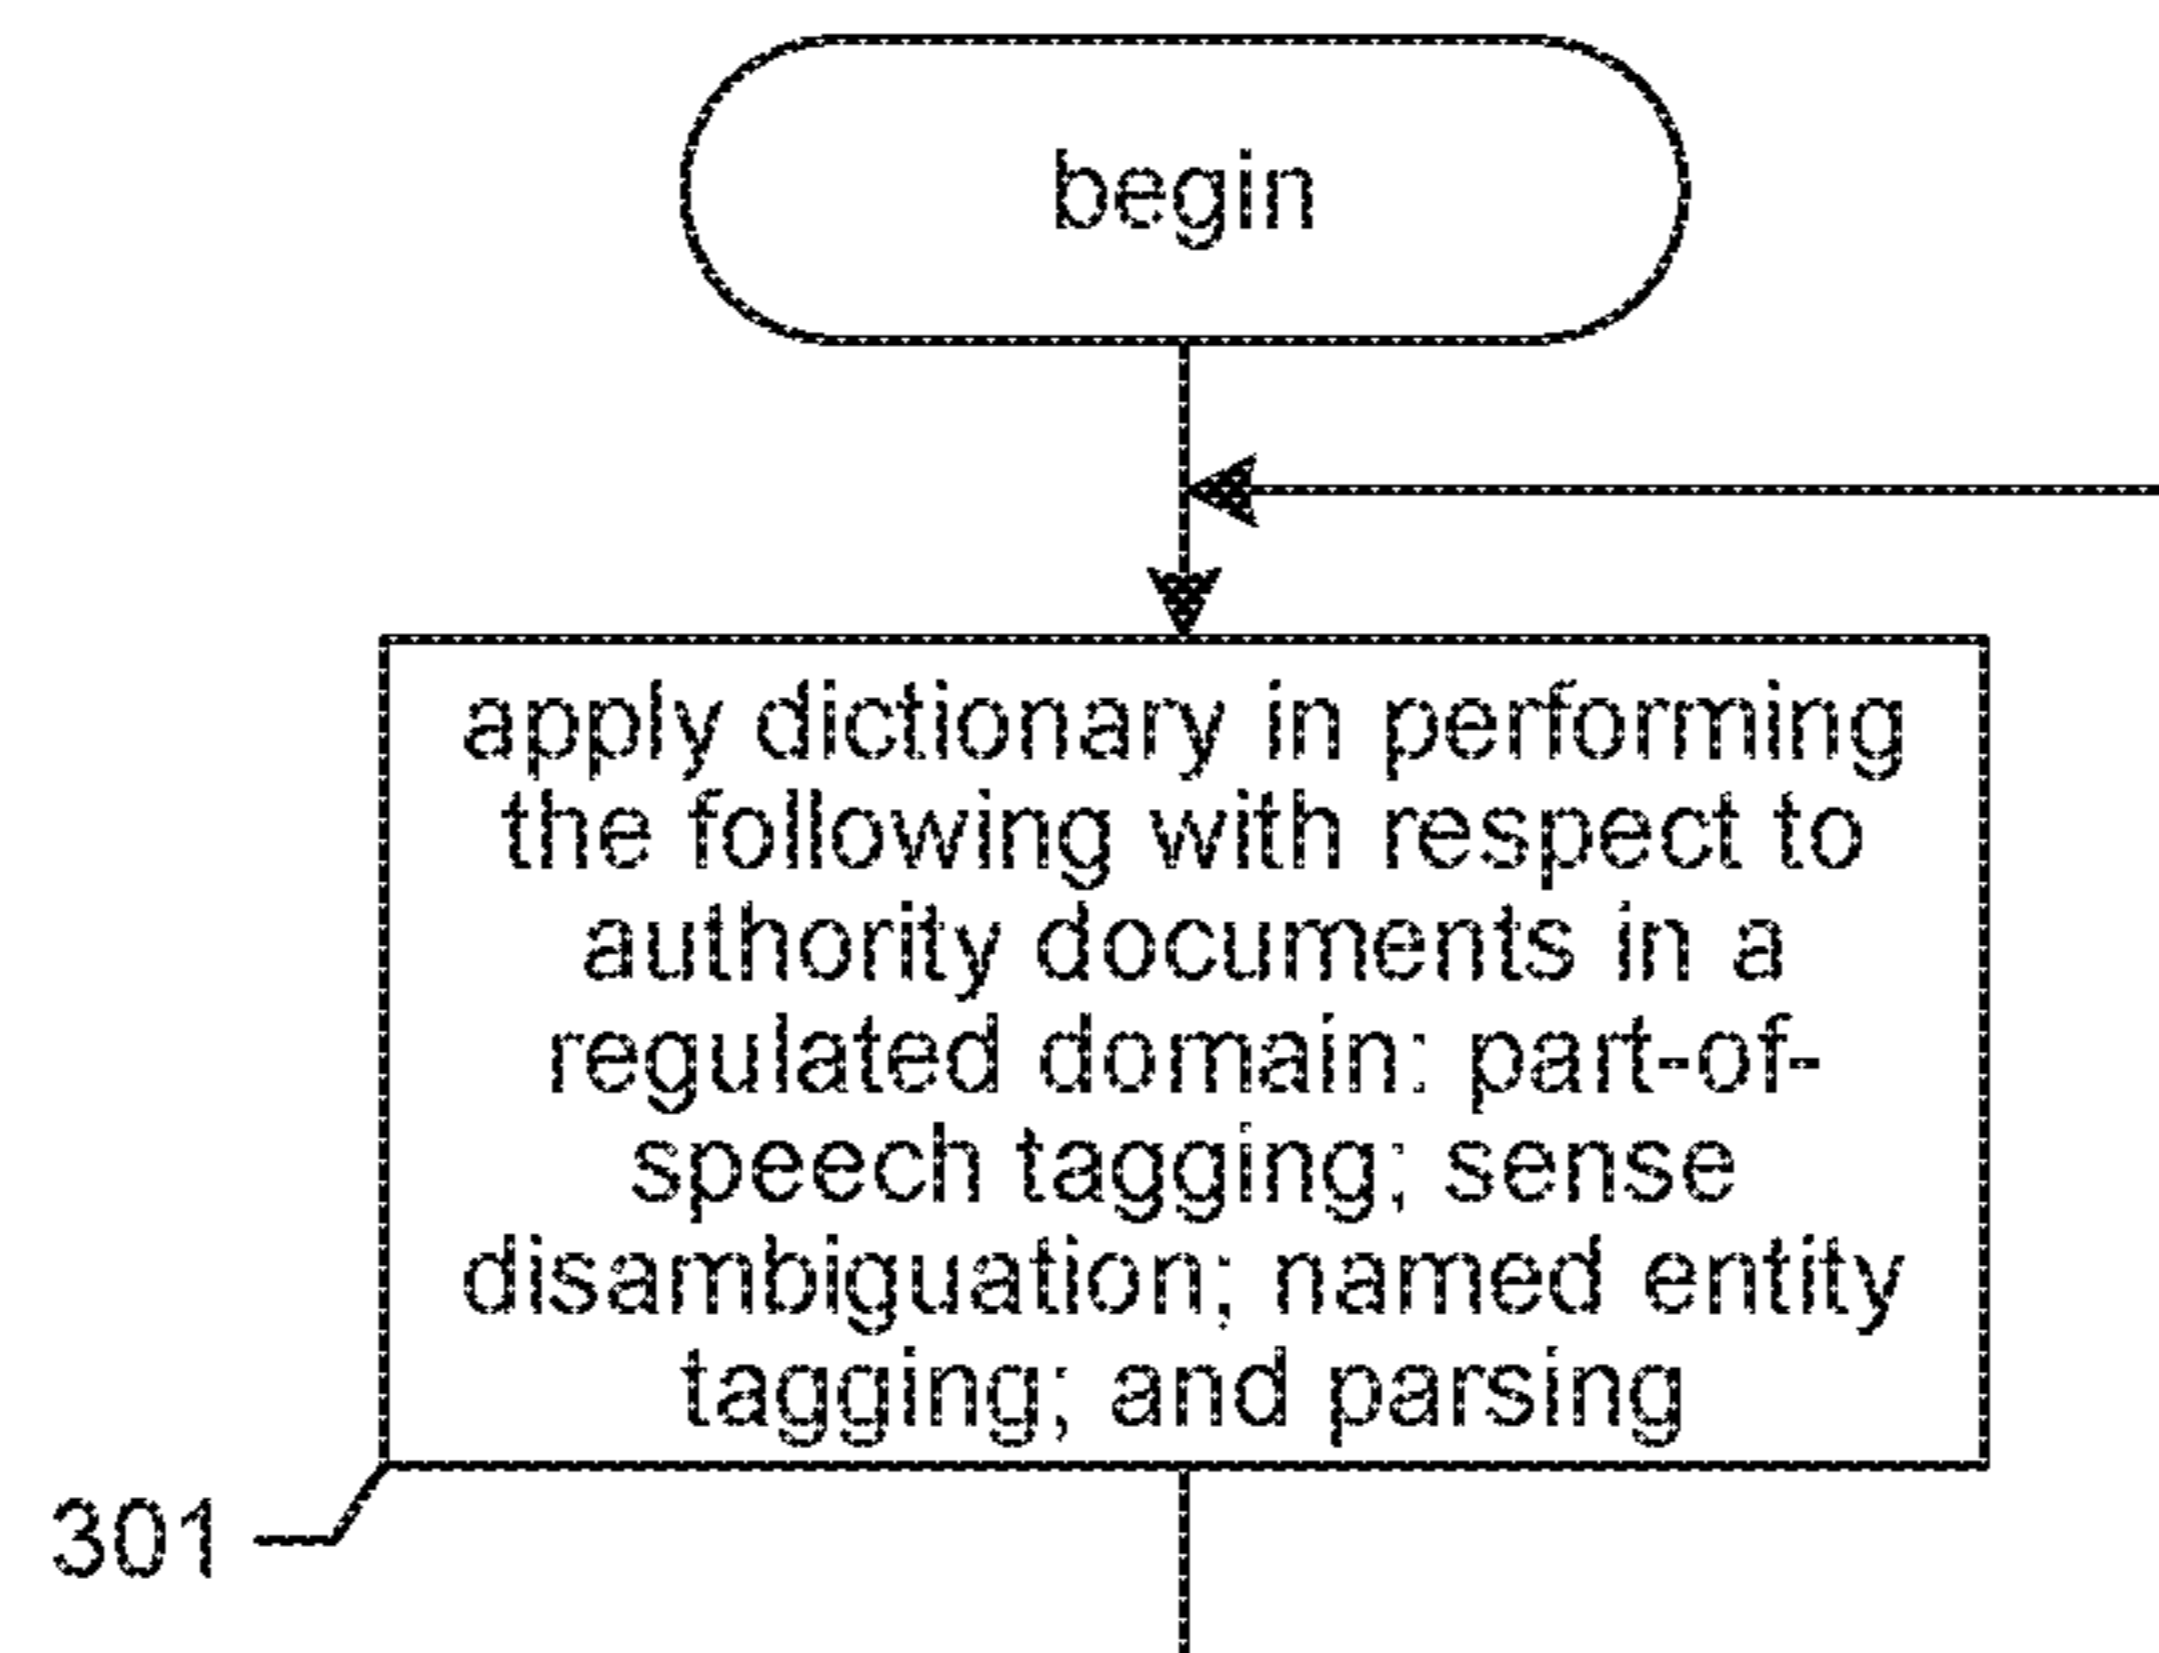 begin
apply dictionary in performing
the following with respect to
authority documents in a
regulated domain: part-of-
speech tagging; sense
disambiguation; named entity
tagging; and parsing
301